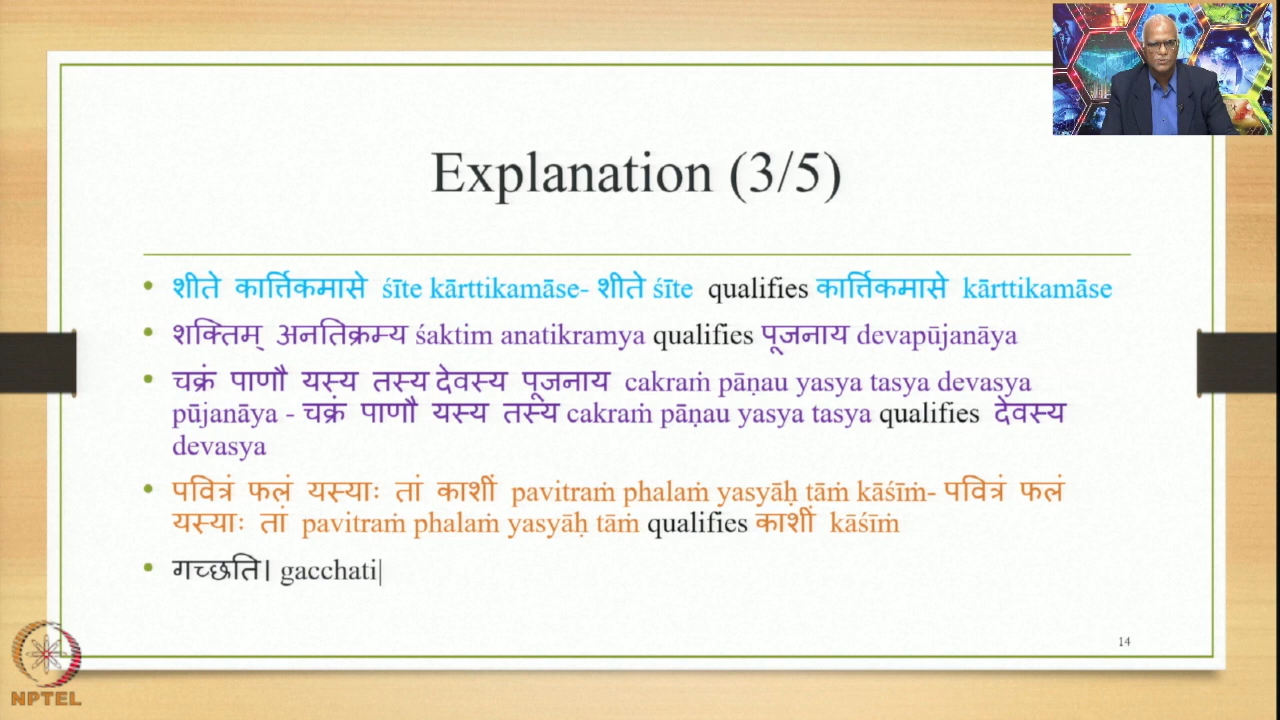 Explanation (3/5)
• शीते कार्त्तिकमासे śīte kārttikamāse- शीते śīte qualifies कार्त्तिकमासे kārttikamāse
• शक्तिम् अनतिक्रम्य śaktim anatikramya qualifies पूजनाय devapūjanāya
• चक्रं पाणौ यस्य तस्य देवस्य पूजनाय cakraṁ pāṇau yasya tasya devasya
pūjanāya - चक्रं पाणौ यस्य तस्य cakraṁ pāṇau yasya tasya qualifies देवस्य
devasya
• पवित्रं फलं यस्याः तां काशीं pavitraṁ phalaṁ yasyāḥ tāṁ kāśīṁ- पवित्रं फलं
यस्याः तां pavitraṁ phalaṁ yasyāḥ tāṁ qualifies काशीं kāśīṁ
• गच्छति। gacchati|
14
NPTEL